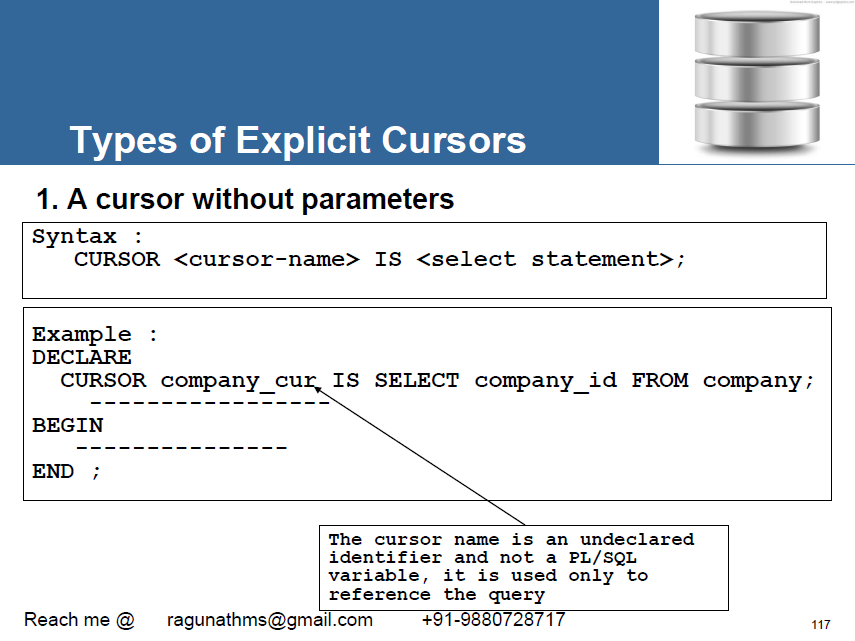 Types of Explicit Cursors
1. A cursor without parameters
Syntax :
CURSOR <cursor-name> IS <select statement>;
Example :
DECLARE
CURSOR company_cur IS SELECT company_id FROM company;
-----------------
BEGIN
---------------
END ;
The cursor name is an undeclared
identifier and not a PL/SQL
variable, it is used only to
reference the query
Reach me @ ragunathms@gmail.com +91-9880728717
117